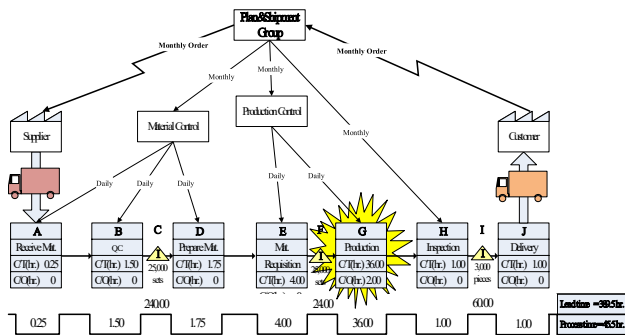 Plan&Shipment
Group
Monthly Order
Monthly Order
Monthly
Monthly
Production Control
Material Control
Monthly
Supplier
Customer
Daily
Daily
Daily
Daily
Daily
A
Receive Mat.
C/T(hr.) 0.25
C/O(hr.) 0
B
QC
C/T(hr.) 1.50
C/O(hr.) 0
C
I
25,000
sets
D
Prepare Mat.
C/T(hr.) 1.75
C/O(hr.) 0
E
Mat.
Requisition
C/T(hr.) 4.00
C/O(hr.) 0
F
I
sets
G
Production
C/T(hr.) 36.00
C/O(hr.) 2.00
H
Inspection
C/T(hr.) 1.00
C/O(hr.) 0
I
I
3,000
pieces
J
Delivery
C/T(hr.) 1.00
C/O(hr.) 0
240.00
24.00
60.00
0.25
1.50
1.75
4.00
36.00
1.00
1.00
Lead time = 369.5 hr.
Process time = 45.5 hr.